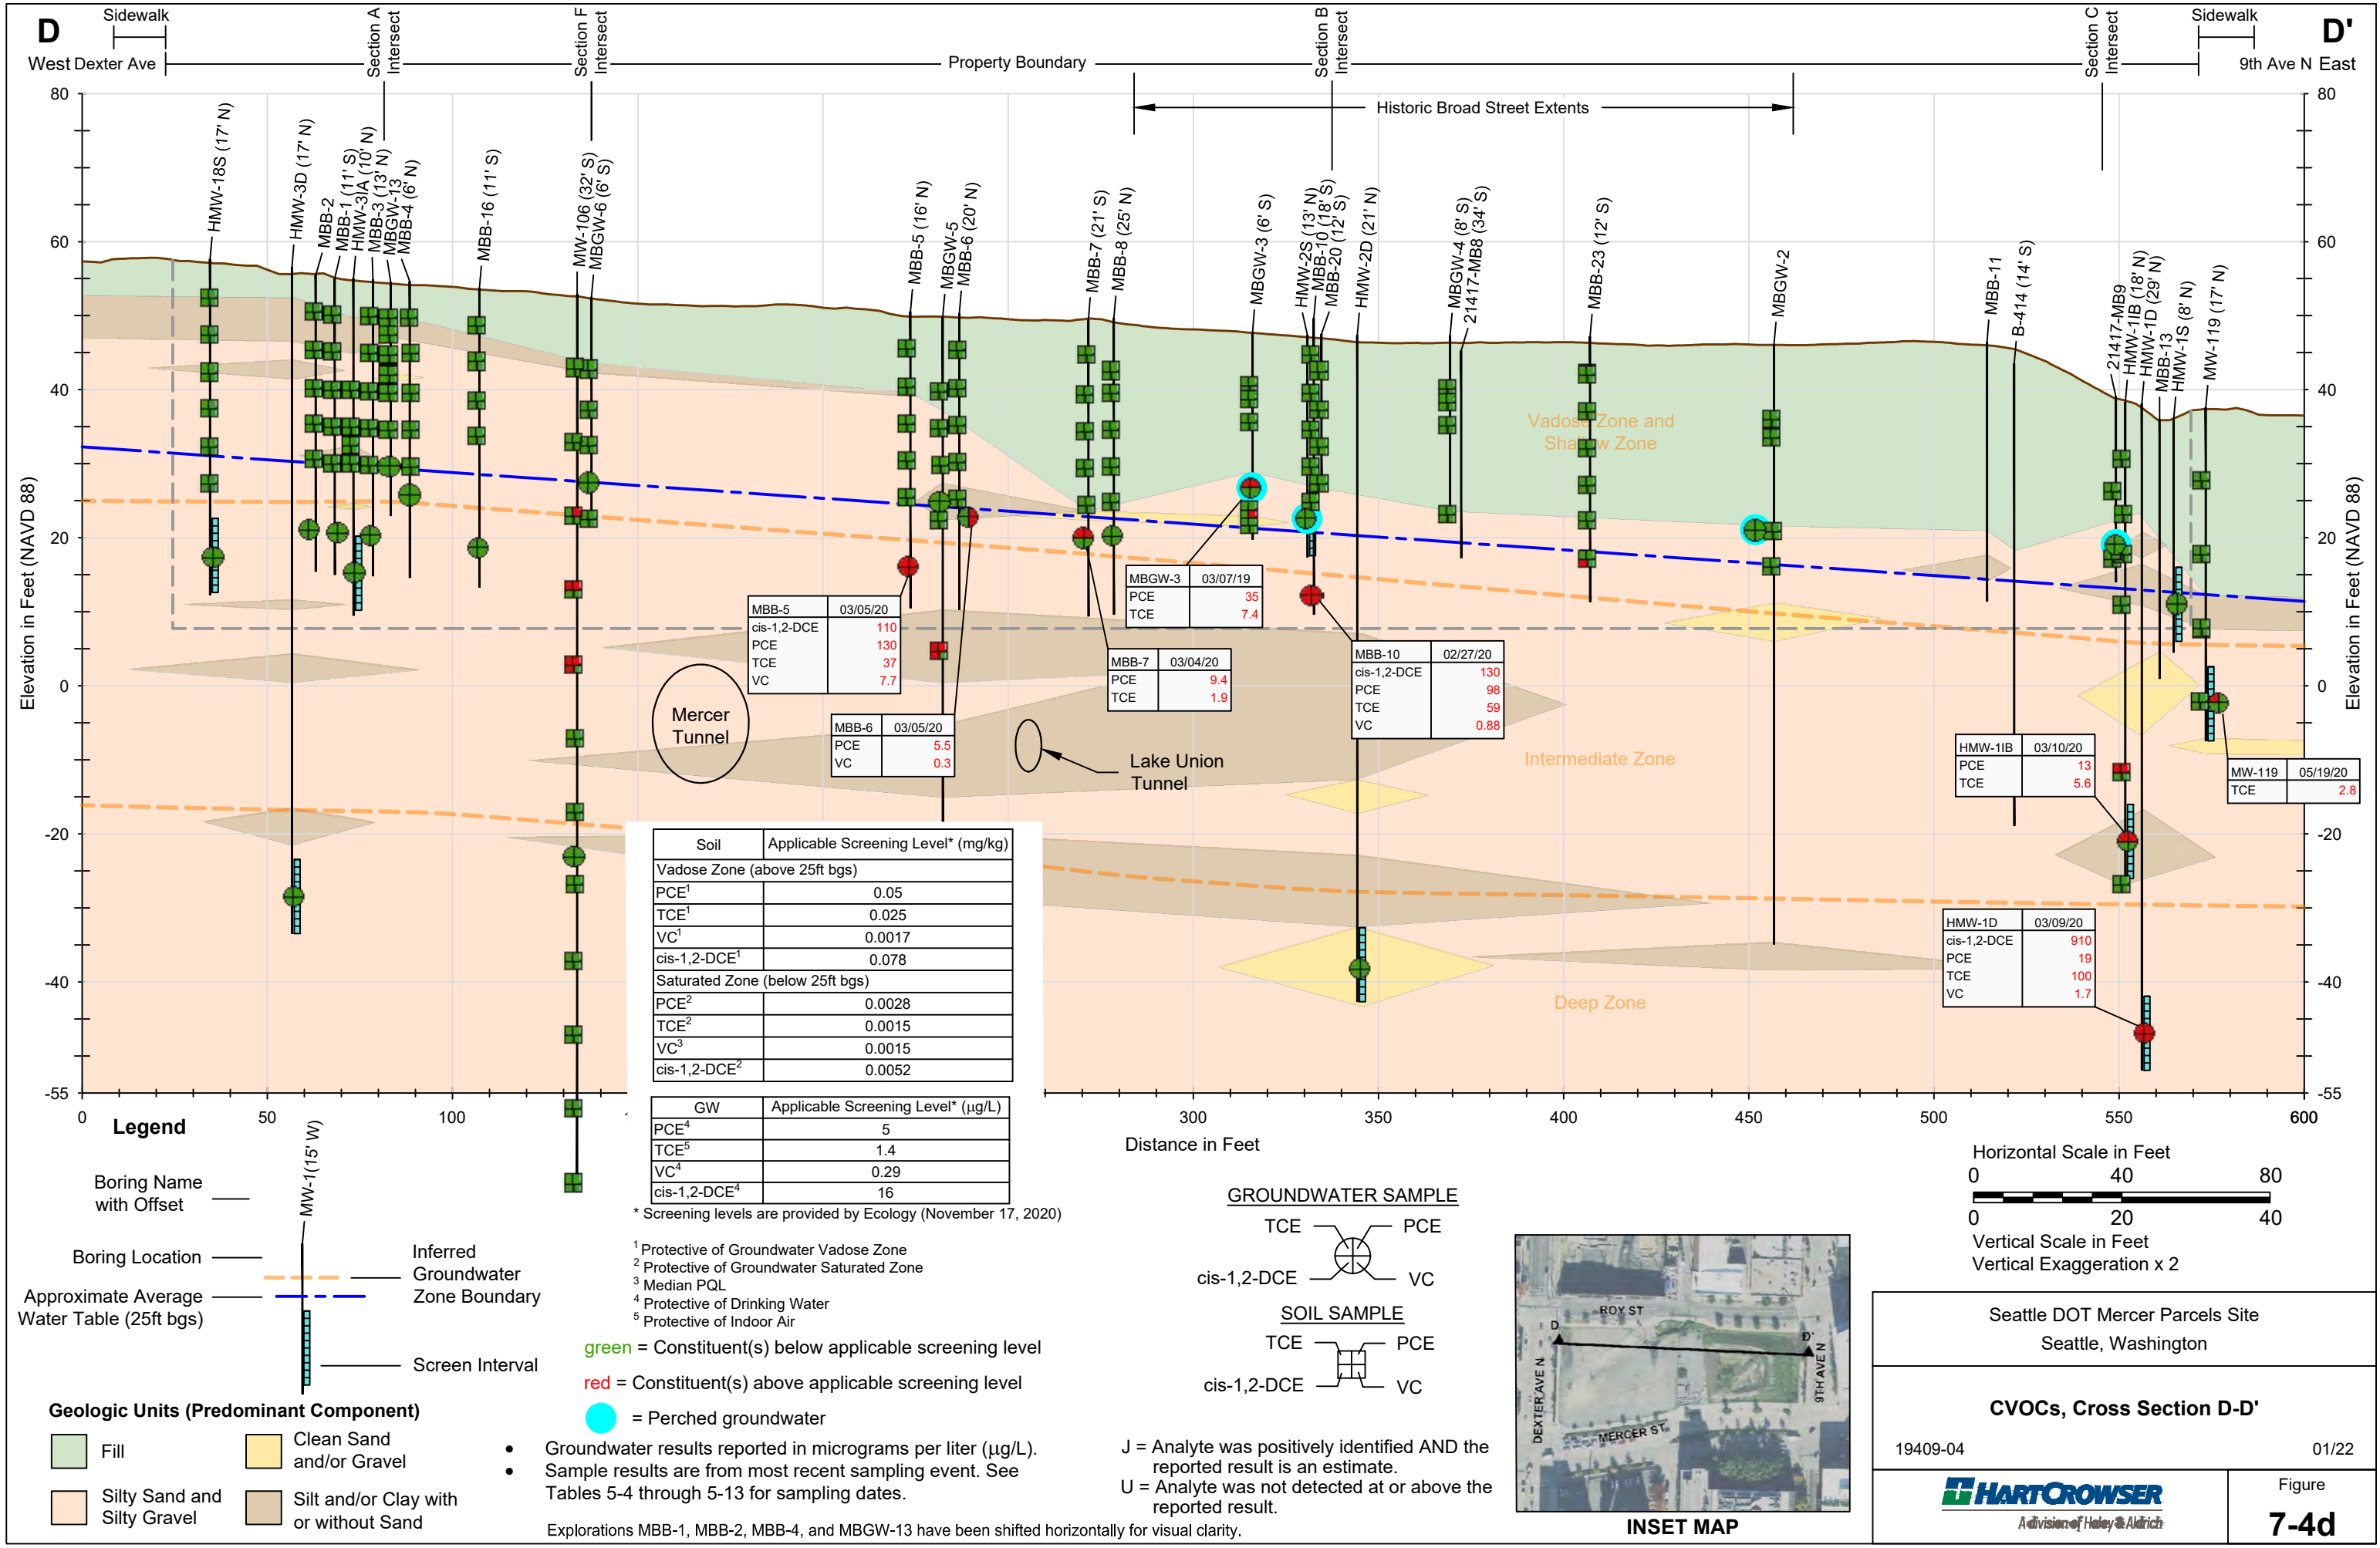 D
Sidewalk
Section A
Intersect
Section F
Intersect
Section B
Intersect
Section C
Intersect
Sidewalk
D'
West Dexter Ave
Property Boundary
9th Ave N East
Historic Broad Street Extents
80
60
40
20
0
-20
-40
-55
Elevation in Feet (NAVD 88)
80
60
40
20
0
-20
-40
-55
Elevation in Feet (NAVD 88)
HMW-18S (17' N)
HMW-3D (17' N)
MBB-2
MBB-1 (11' S)
HMW-3IA (10' N)
MBB-3 (13' N)
MBGW-13
MBB-4 (6' N)
MBB-16 (11' S)
MW-106 (32' S)
MBGW-6 (6' S)
MBB-5 (16' N)
MBGW-5
MBB-6 (20' N)
MBB-7 (21' S)
MBB-8 (25' N)
MBGW-3 (6' S)
HMW-2S (13' N)
MBB-10 (18' S)
MBB-20 (12' S)
HMW-2D (21' N)
MBGW-4 (8' S)
21417-MB8 (34' S)
MBB-23 (12' S)
MBGW-2
MBB-11
B-414 (14' S)
21417-MB9
HMW-1IB (18' N)
HMW-1D (29' N)
MBB-13
HMW-1S (8' N)
MW-119 (17' N)
Vadose Zone and
Shallow Zone
Intermediate Zone
Deep Zone
Mercer
Tunnel
Lake Union
Tunnel
MBB-5 03/05/20
cis-1,2-DCE 110
PCE 130
TCE 37
VC 7.7
MBB-6 03/05/20
PCE 5.5
VC 0.3
MBB-7 03/04/20
PCE 9.4
TCE 1.9
MBGW-3 03/07/19
PCE 35
TCE 7.4
MBB-10 02/27/20
cis-1,2-DCE 130
PCE 98
TCE 59
VC 0.88
HMW-1IB 03/10/20
PCE 13
TCE 5.6
MW-119 05/19/20
TCE 2.8
HMW-1D 03/09/20
cis-1,2-DCE 910
PCE 19
TCE 100
VC 1.7
Soil Applicable Screening Level* (mg/kg)
Vadose Zone (above 25ft bgs)
PCE1 0.05
TCE1 0.025
VC1 0.0017
cis-1,2-DCE1 0.078
Saturated Zone (below 25ft bgs)
PCE2 0.0028
TCE2 0.0015
VC3 0.0015
cis-1,2-DCE2 0.0052
GW Applicable Screening Level* (µg/L)
PCE4 5
TCE5 1.4
VC4 0.29
cis-1,2-DCE4 16
* Screening levels are provided by Ecology (November 17, 2020)
1 Protective of Groundwater Vadose Zone
2 Protective of Groundwater Saturated Zone
3 Median PQL
4 Protective of Drinking Water
5 Protective of Indoor Air
green = Constituent(s) below applicable screening level
red = Constituent(s) above applicable screening level
= Perched groundwater
• Groundwater results reported in micrograms per liter (µg/L).
• Sample results are from most recent sampling event. See
Tables 5-4 through 5-13 for sampling dates.
Explorations MBB-1, MBB-2, MBB-4, and MBGW-13 have been shifted horizontally for visual clarity.
0 50 100 300 350 400 450 500 550 600
Distance in Feet
Legend
MW-1(15' W)
Boring Name
with Offset
Boring Location
Approximate Average
Water Table (25ft bgs)
Inferred
Groundwater
Zone Boundary
Screen Interval
Geologic Units (Predominant Component)
Fill
Clean Sand
and/or Gravel
Silty Sand and
Silty Gravel
Silt and/or Clay with
or without Sand
GROUNDWATER SAMPLE
TCE PCE
cis-1,2-DCE VC
SOIL SAMPLE
TCE PCE
cis-1,2-DCE VC
J = Analyte was positively identified AND the
reported result is an estimate.
U = Analyte was not detected at or above the
reported result.
ROY ST
D
D'
DEXTER AVE N
9TH AVE N
MERCER ST
INSET MAP
Horizontal Scale in Feet
0 40 80
0 20 40
Vertical Scale in Feet
Vertical Exaggeration x 2
Seattle DOT Mercer Parcels Site
Seattle, Washington
CVOCs, Cross Section D-D'
19409-04 01/22
HARTCROWSER
A division of Haley & Aldrich
Figure
7-4d